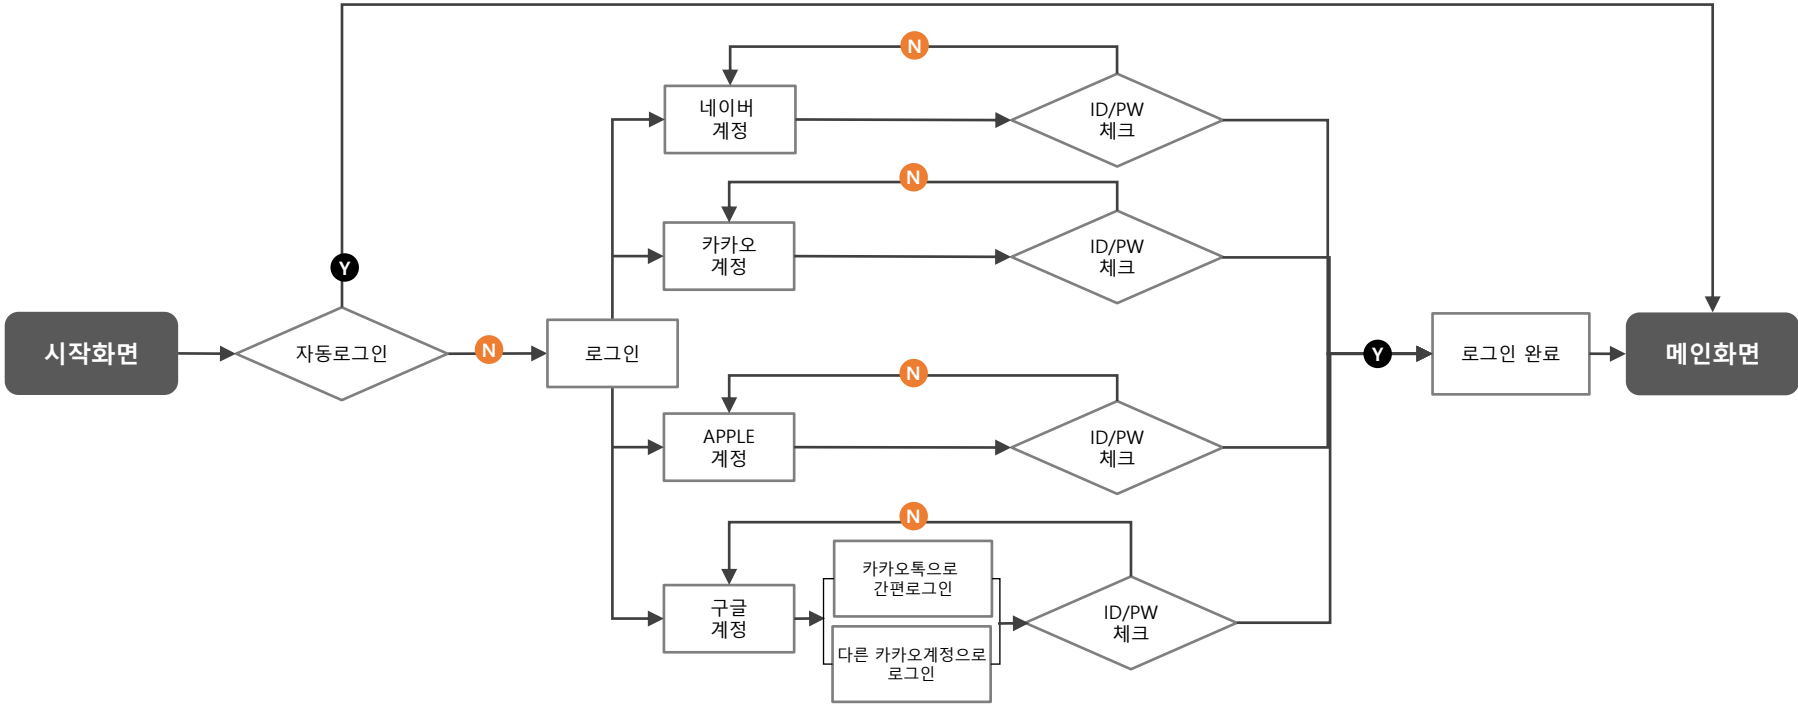 N
네이버
계정
ID/PW
체크
N
카카오
계정
ID/PW
체크
Y
시작화면
자동로그인
N
로그인
Y
로그인 완료
메인화면
N
APPLE
계정
ID/PW
체크
N
카카오톡으로
간편로그인
구글
계정
ID/PW
체크
다른 카카오계정으로
로그인